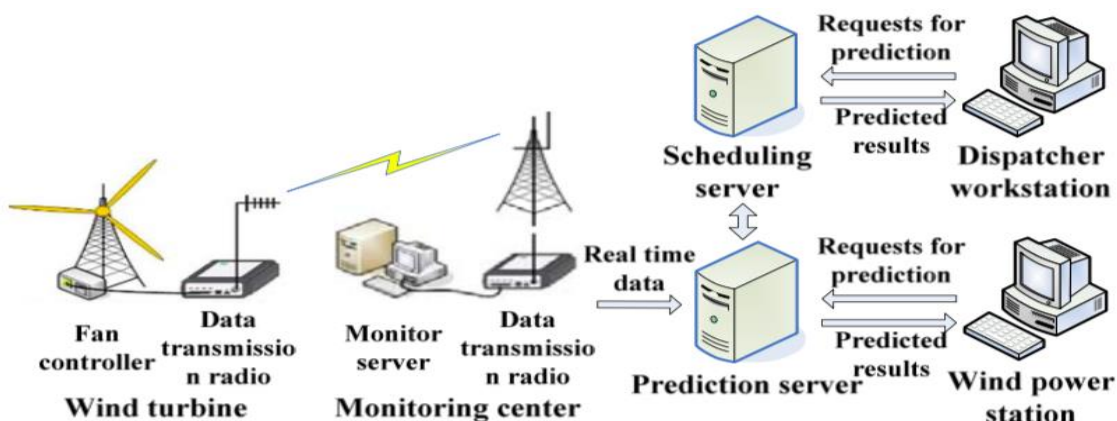 Requests for
prediction
Predicted
results
Scheduling
server
Dispatcher
workstation
Real time
data
Requests for
prediction
Predicted
results
Fan
controller
Data
transmissio
n radio
Monitor
server
Data
transmissio
n radio
Prediction server
Wind power
station
Wind turbine
Monitoring center